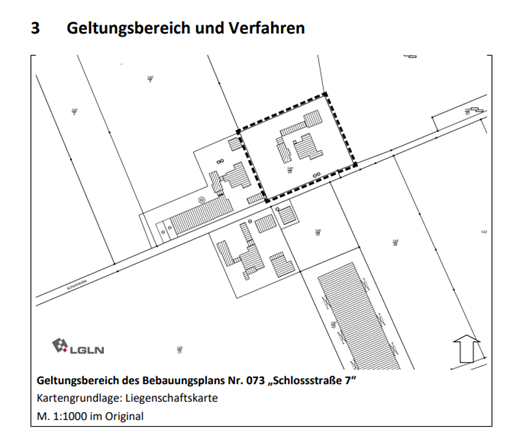 3 Geltungsbereich und Verfahren
LGLN
Geltungsbereich des Bebauungsplans Nr. 073 „Schlossstraße 7“
Kartengrundlage: Liegenschaftskarte
M. 1:1000 im Original